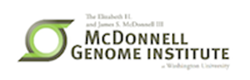 The Elizabeth H.
and James S. McDonnell III
MCDONNELL
GENOME INSTITUTE
at Washington University